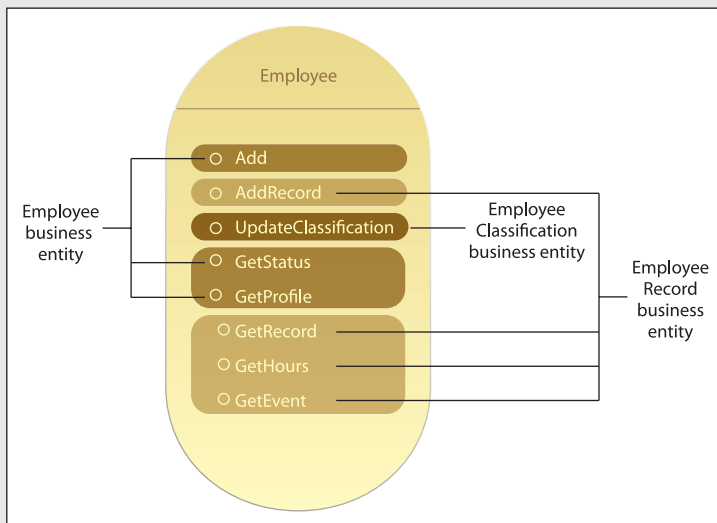 Employee
Add
AddRecord
UpdateClassification
GetStatus
GetProfile
GetRecord
GetHours
GetEvent
Employee
business
entity
Employee
Classification
business entity
Employee
Record
business
entity